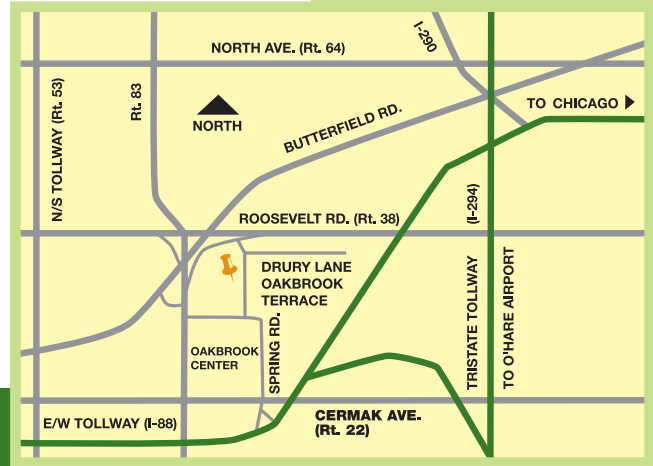 I-290
NORTH AVE. (Rt. 64)
N/S TOLLWAY (Rt. 53)
Rt. 83
TO CHICAGO
NORTH
BUTTERFIELD RD.
ROOSEVELT RD. (Rt. 38)
(I-294)
TRISTATE TOLLWAY
TO O'HARE AIRPORT
DRURY LANE
OAKBROOK
TERRACE
SPRING RD.
OAKBROOK
CENTER
E/W TOLLWAY (I-88)
CERMAK AVE.
(Rt. 22)